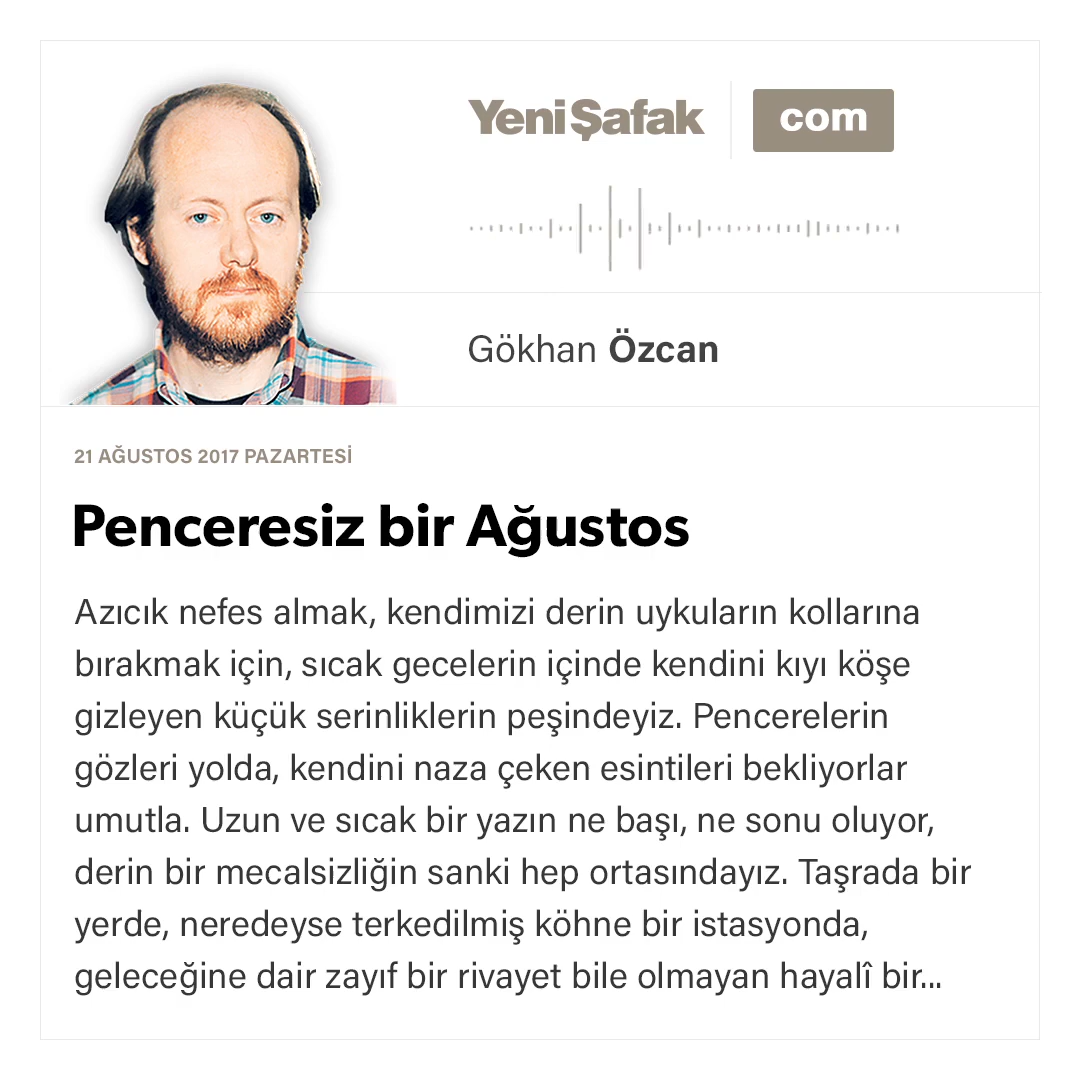 YeniŞafak
com
Gökhan Özcan
21 AĞUSTOS 2017 PAZARTESİ
Penceresiz bir Ağustos
Azıcık nefes almak, kendimizi derin uykuların kollarına
bırakmak için, sıcak gecelerin içinde kendini kıyı köşe
gizleyen küçük serinliklerin peşindeyiz. Pencerelerin
gözleri yolda, kendini naza çeken esintileri bekliyorlar
umutla. Uzun ve sıcak bir yazın ne başı, ne sonu oluyor,
derin bir mecalsizliğin sanki hep ortasındayız. Taşrada bir
yerde, neredeyse terkedilmiş köhne bir istasyonda,
geleceğine dair zayıf bir rivayet bile olmayan hayalî bir...